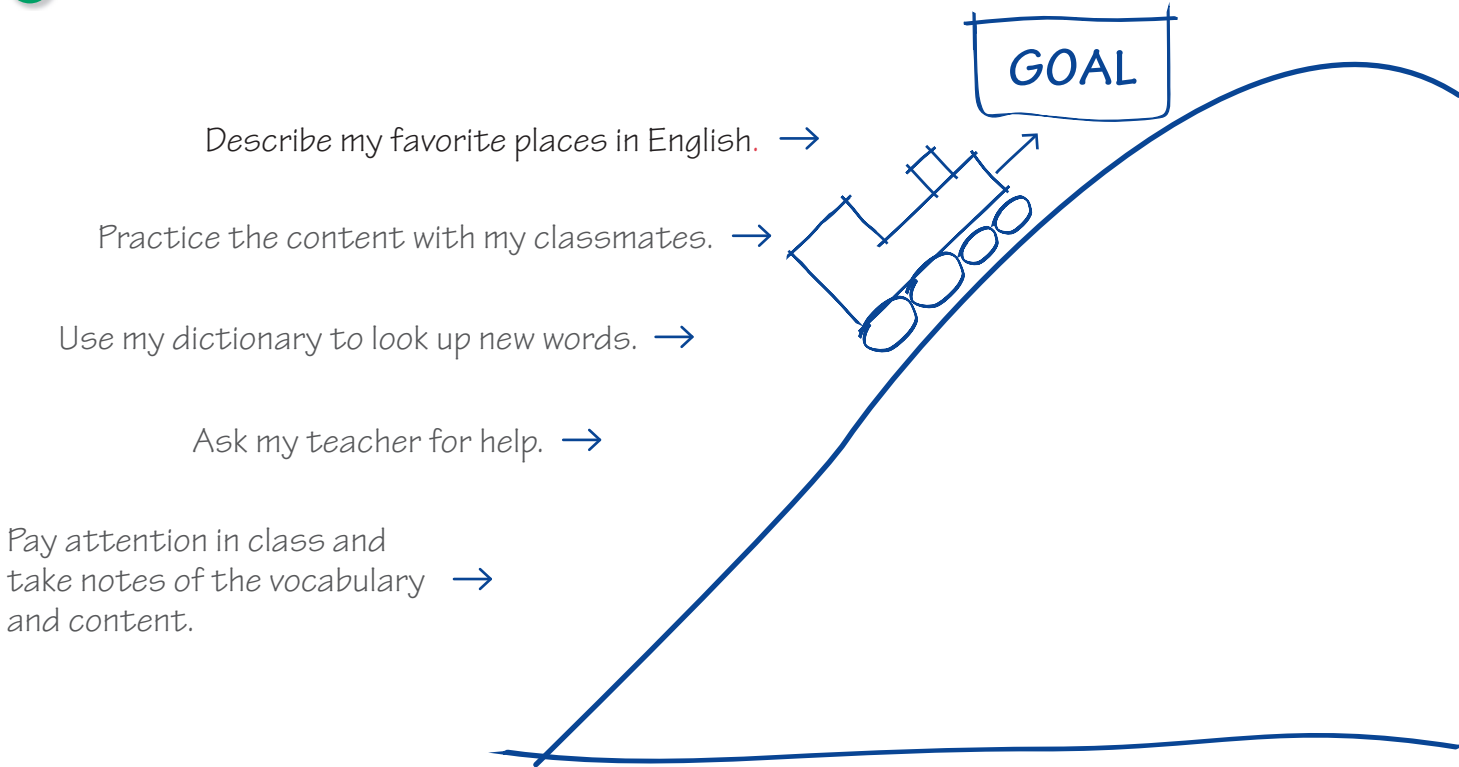 GOAL
Describe my favorite places in English.
Practice the content with my classmates.
Use my dictionary to look up new words.
Ask my teacher for help.
Pay attention in class and
take notes of the vocabulary
and content.